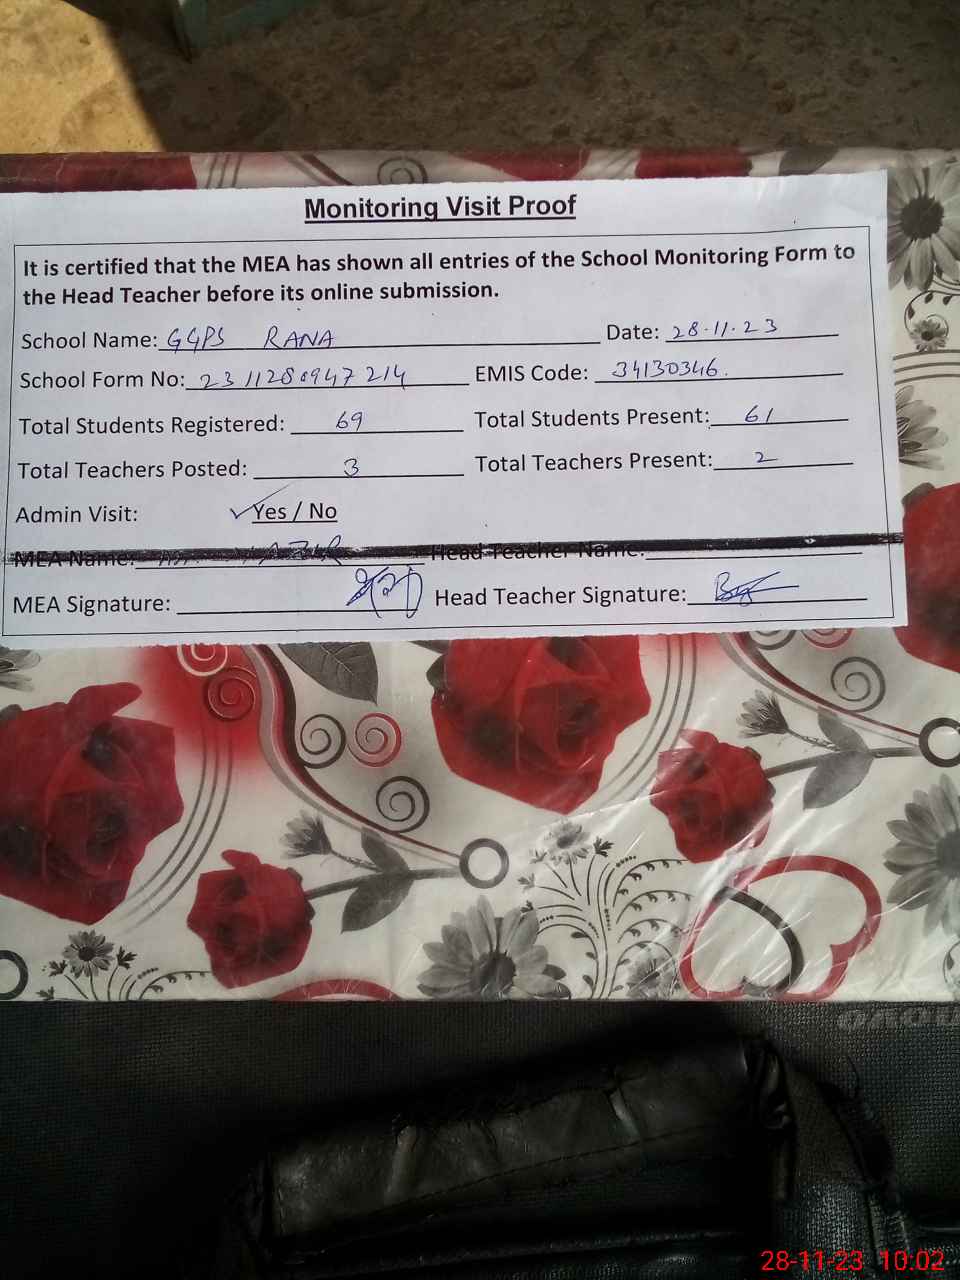 Monitoring Visit Proof
It is certified that the MEA has shown all entries of the School Monitoring Form to
the Head Teacher before its online submission.
School Name: GGPS RANA Date: 28.11.23
School Form No: 2311280947214 EMIS Code: 34130346.
Total Students Registered: 69 Total Students Present: 61
Total Teachers Posted: 3 Total Teachers Present: 2
Admin Visit: ✓Yes / No
MEA Name: Head Teacher Name:
MEA Signature: Head Teacher Signature:
28-11-23 10:02